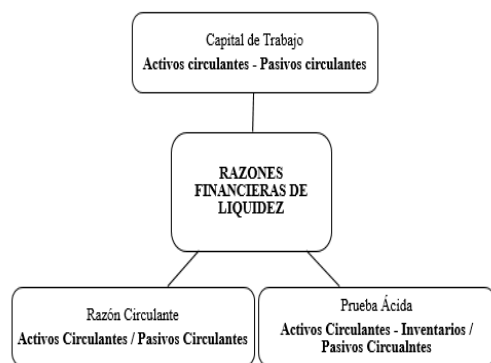 Capital de Trabajo
Activos circulantes - Pasivos circulantes
RAZONES
FINANCIERAS DE
LIQUIDEZ
Razón Circulante
Activos Circulantes / Pasivos Circulantes
Prueba Ácida
Activos Circulantes - Inventarios /
Pasivos Circualntes